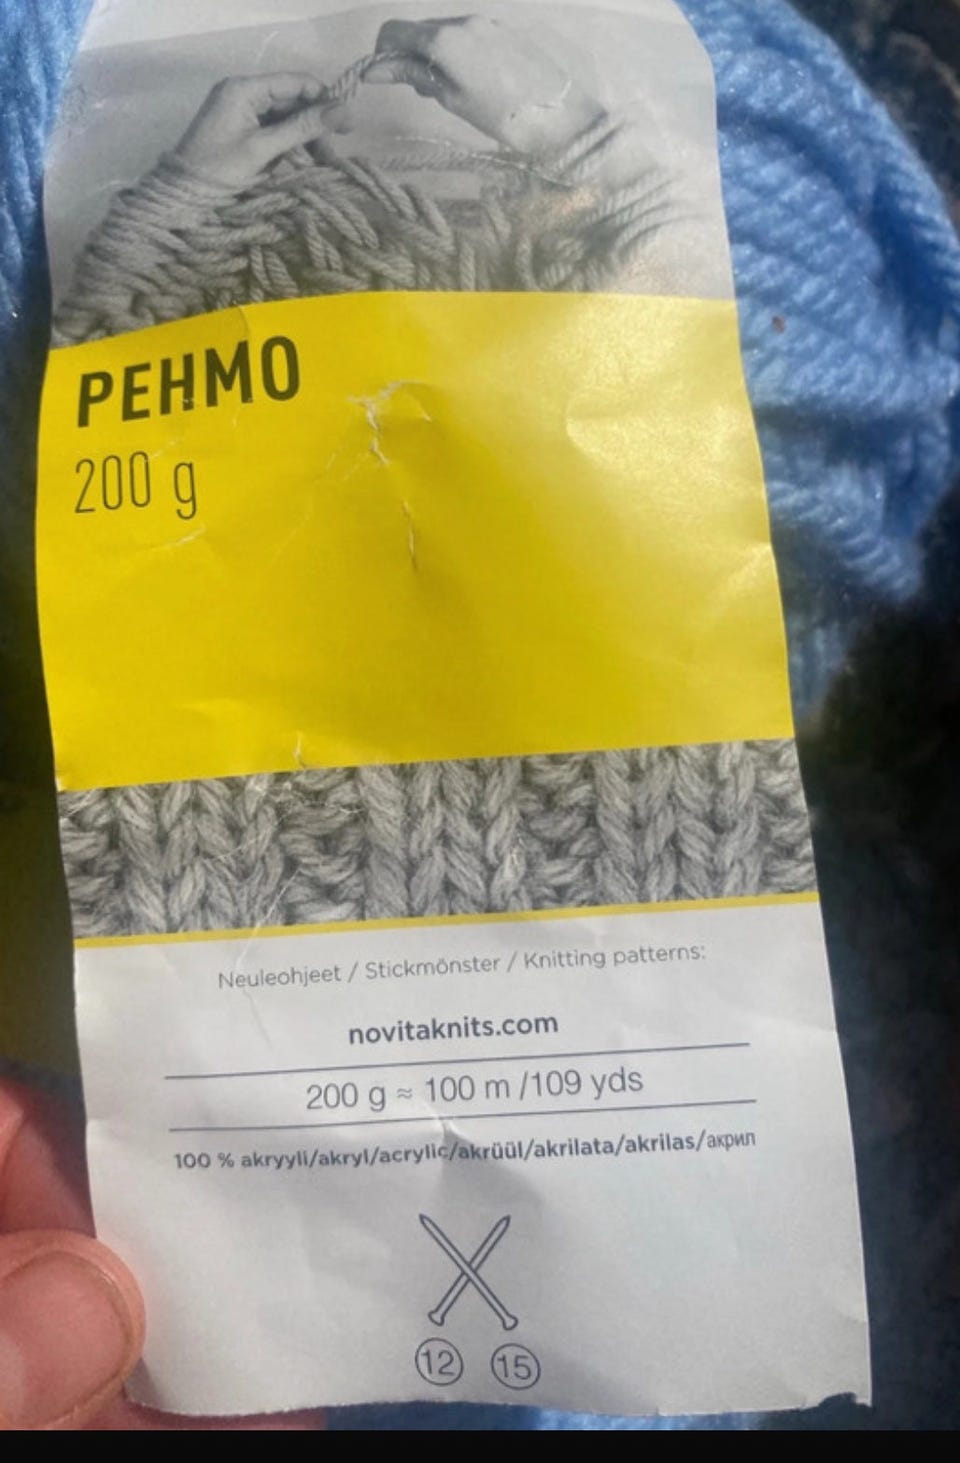 PEHMO
200 g
Neuleohjeet / Stickmönster / Knitting patterns:
novitaknits.com
200 g ≈ 100 m /109 yds
100 % akryyli/akryl/acrylic/akrüül/akrilata/akrilas/акрил
12 15